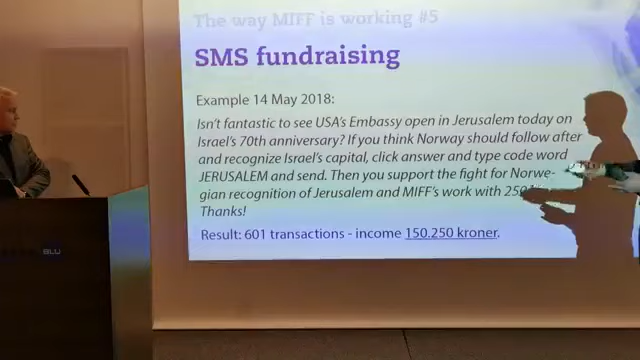 The way MIFF is working #5
SMS fundraising
Example 14 May 2018:
Isn't fantastic to see USA's Embassy open in Jerusalem today on
Israel's 70th anniversary? If you think Norway should follow after
and recognize Israel's capital, click answer and type code word
JERUSALEM and send. Then you support the fight for Norwe-
gian recognition of Jerusalem and MIFF's work with 250
Thanks!
Result: 601 transactions - income 150.250 kroner.
BLU